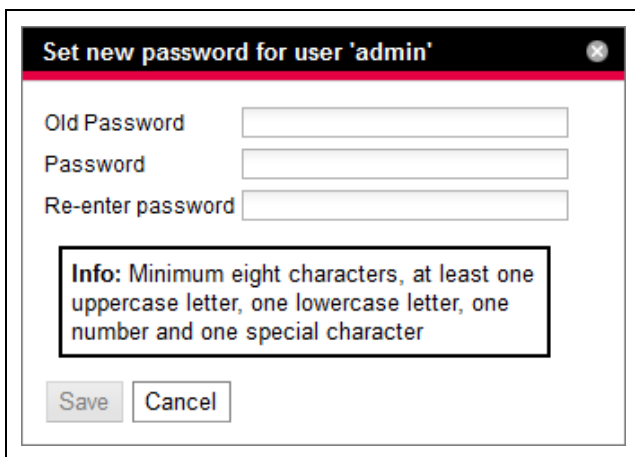 Set new password for user 'admin'
Old Password
Password
Re-enter password
Info: Minimum eight characters, at least one
uppercase letter, one lowercase letter, one
number and one special character
Save Cancel